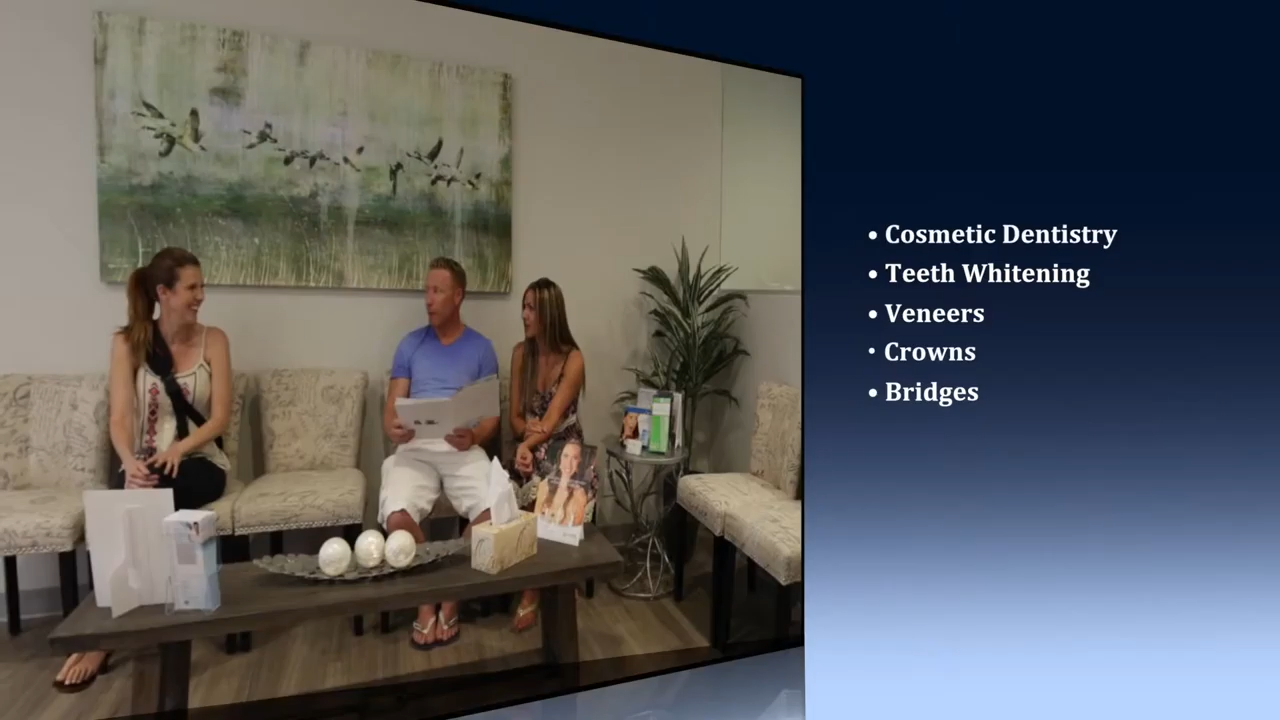 • Cosmetic Dentistry
• Teeth Whitening
• Veneers
• Crowns
• Bridges